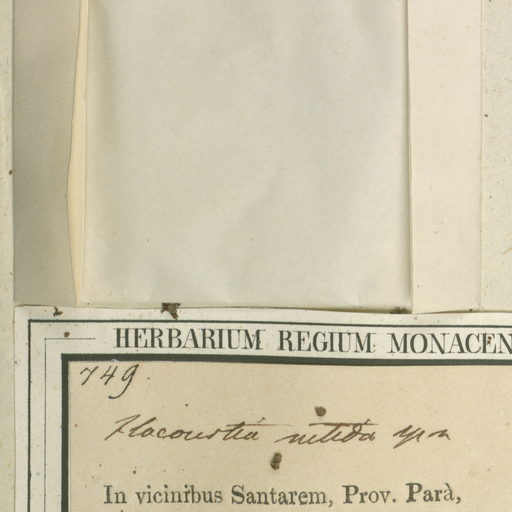 HERBARIUM REGIUM MONACEN
749.
Flacourtia nitida
In vicinibus Santarem, Prov. Parà,